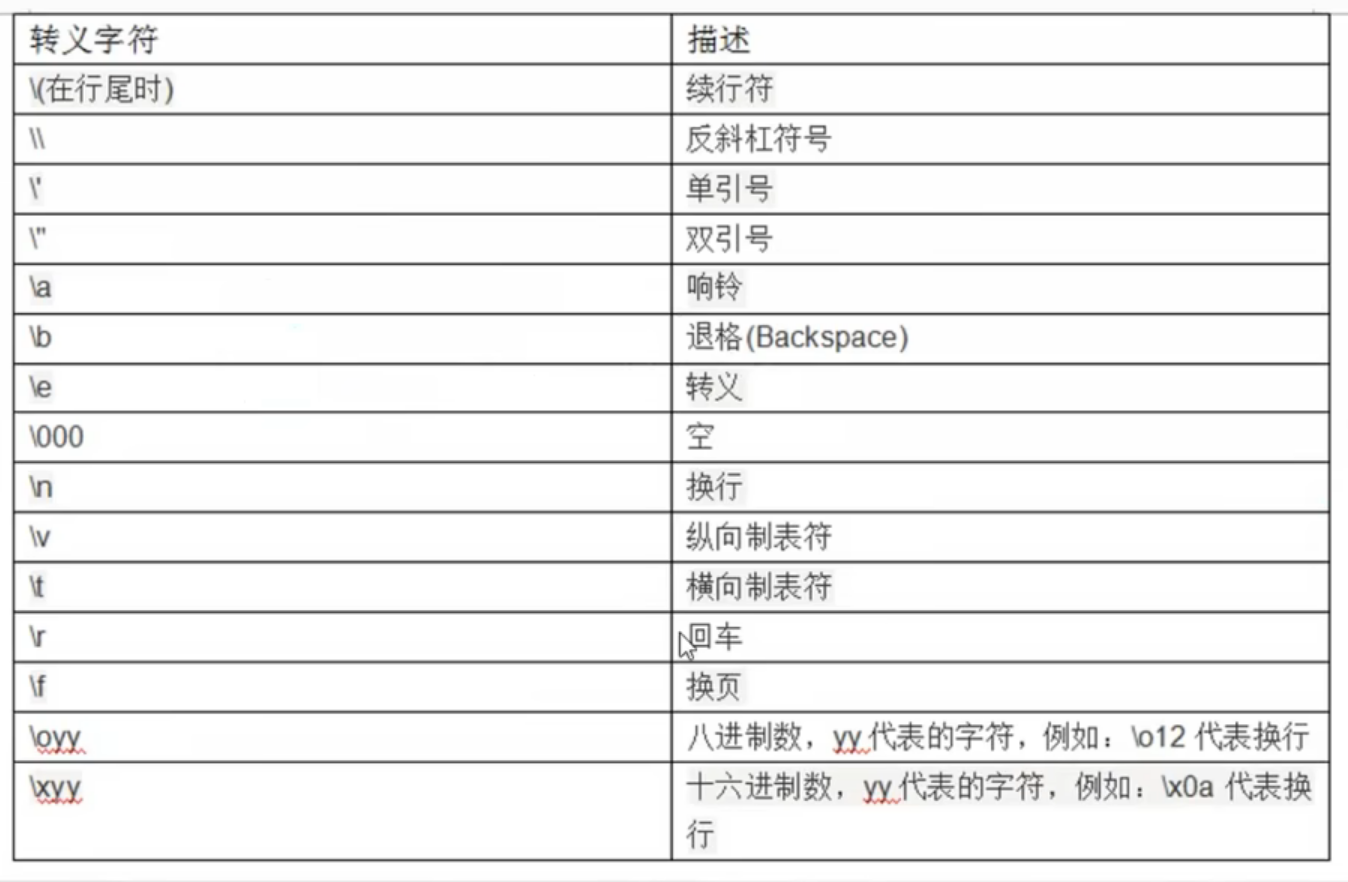 转义字符 描述
\(在行尾时) 续行符
\\ 反斜杠符号
\' 单引号
\" 双引号
\a 响铃
\b 退格(Backspace)
\e 转义
\000 空
\n 换行
\v 纵向制表符
\t 横向制表符
\r 回车
\f 换页
\oyy 八进制数，yy代表的字符，例如：\o12 代表换行
\xyy 十六进制数，yy代表的字符，例如：\x0a 代表换
行